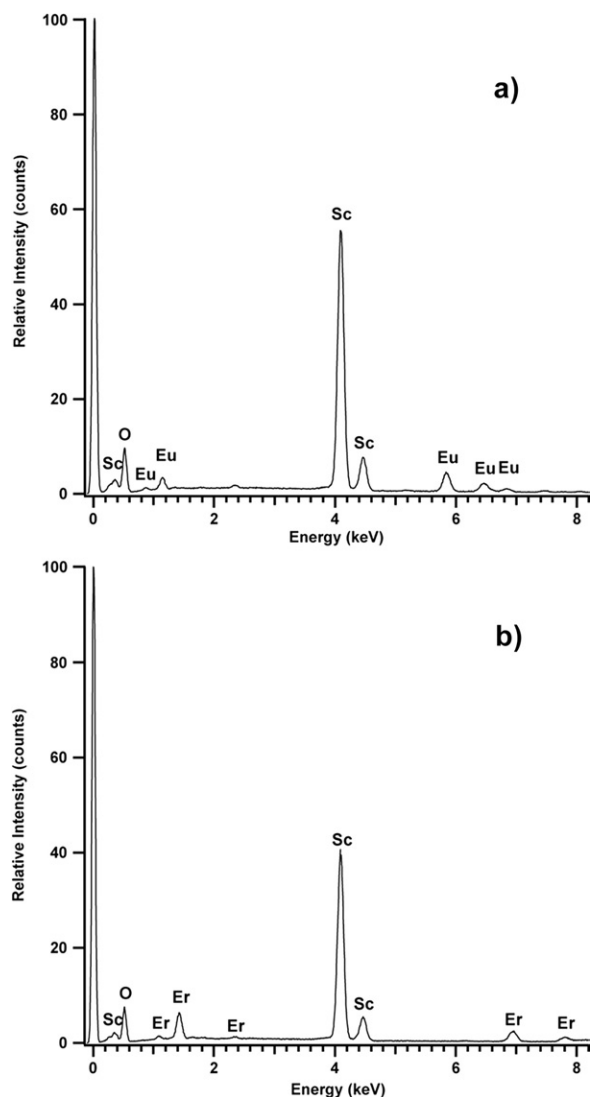 a)
100
80
60
40
20
0
Relative Intensity (counts)
Sc
O
Eu
Eu
Sc
Sc
Eu
Eu
Eu
0
2
4
6
8
Energy (keV)
b)
100
80
60
40
20
0
Relative Intensity (counts)
Sc
O
Er
Er
Er
Sc
Sc
Er
Er
0
2
4
6
8
Energy (keV)